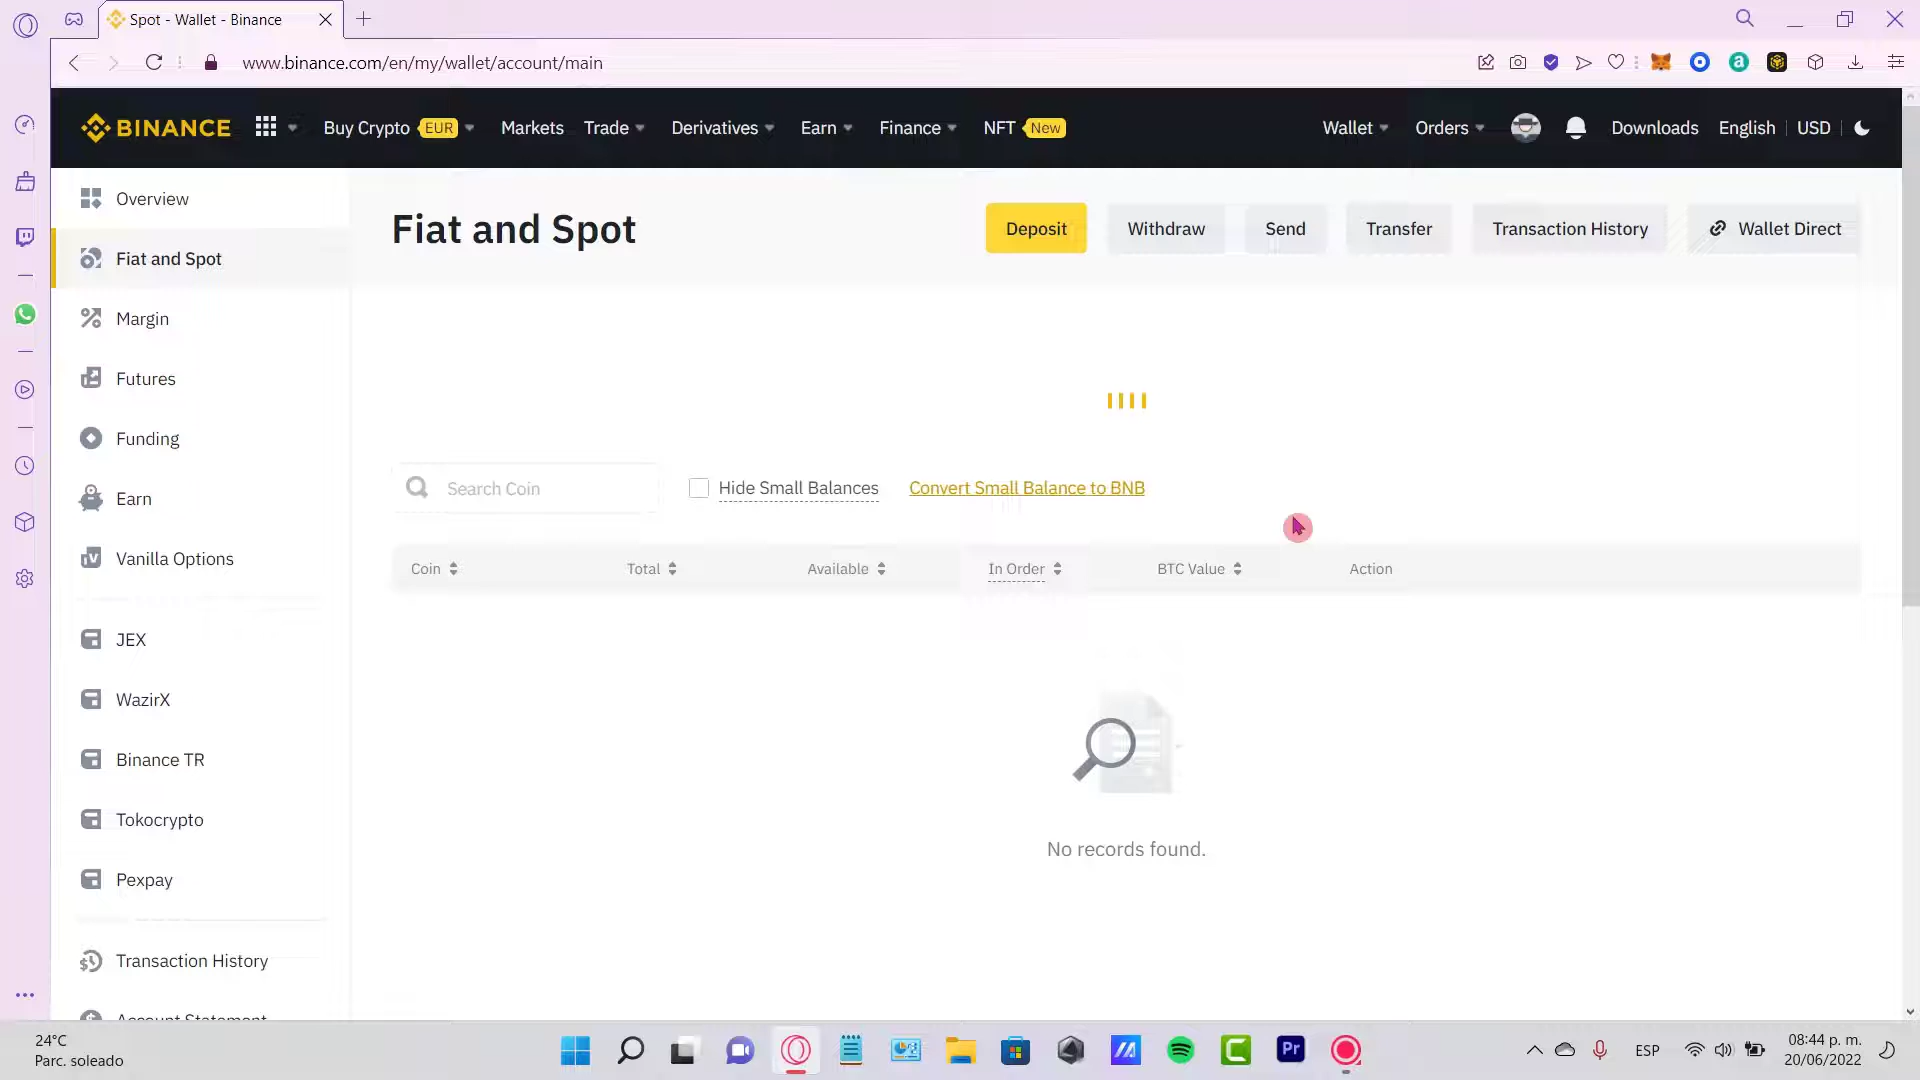 Spot - Wallet - Binance
www.binance.com/en/my/wallet/account/main
BINANCE
Buy Crypto EUR
Markets
Trade
Derivatives
Earn
Finance
NFT New
Wallet
Orders
Downloads
English
USD
Overview
Fiat and Spot
Margin
Futures
Funding
Earn
Vanilla Options
JEX
WazirX
Binance TR
Tokocrypto
Pexpay
Transaction History
Account Statement
Fiat and Spot
Deposit
Withdraw
Send
Transfer
Transaction History
Wallet Direct
Search Coin
Hide Small Balances
Convert Small Balance to BNB
Coin
Total
Available
In Order
BTC Value
Action
No records found.
24°C
Parc. soleado
Pr
ESP
08:44 p. m.
20/06/2022